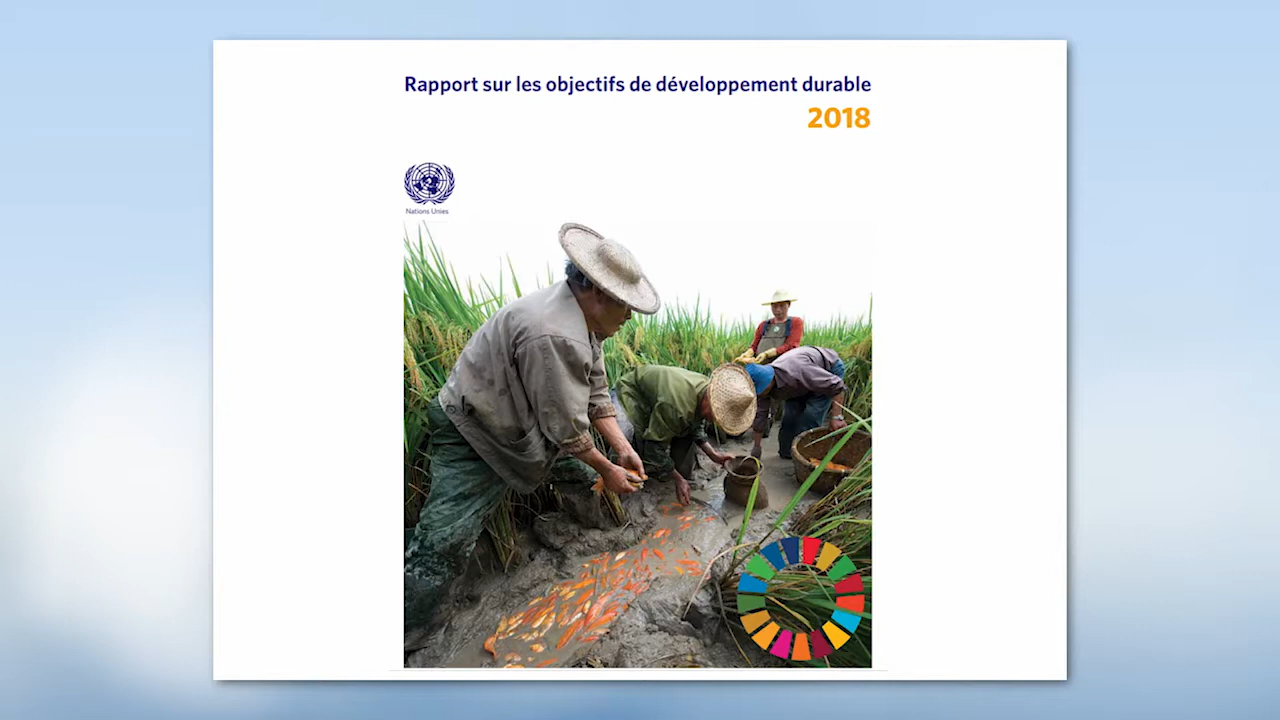 Rapport sur les objectifs de développement durable
2018
Nations Unies